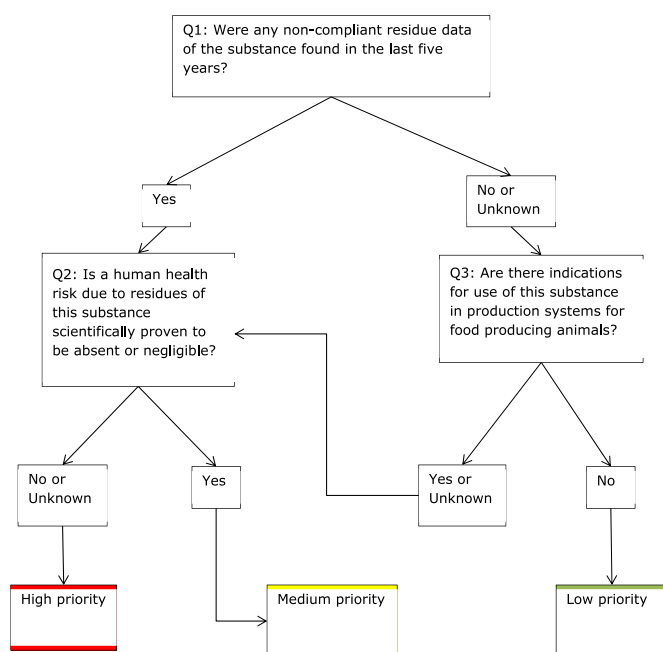 Q1: Were any non-compliant residue data
of the substance found in the last five
years?
Yes
No or
Unknown
Q2: Is a human health
risk due to residues of
this substance
scientifically proven to
be absent or negligible?
Q3: Are there indications
for use of this substance
in production systems for
food producing animals?
No or
Unknown
Yes
Yes or
Unknown
No
High priority
Medium priority
Low priority